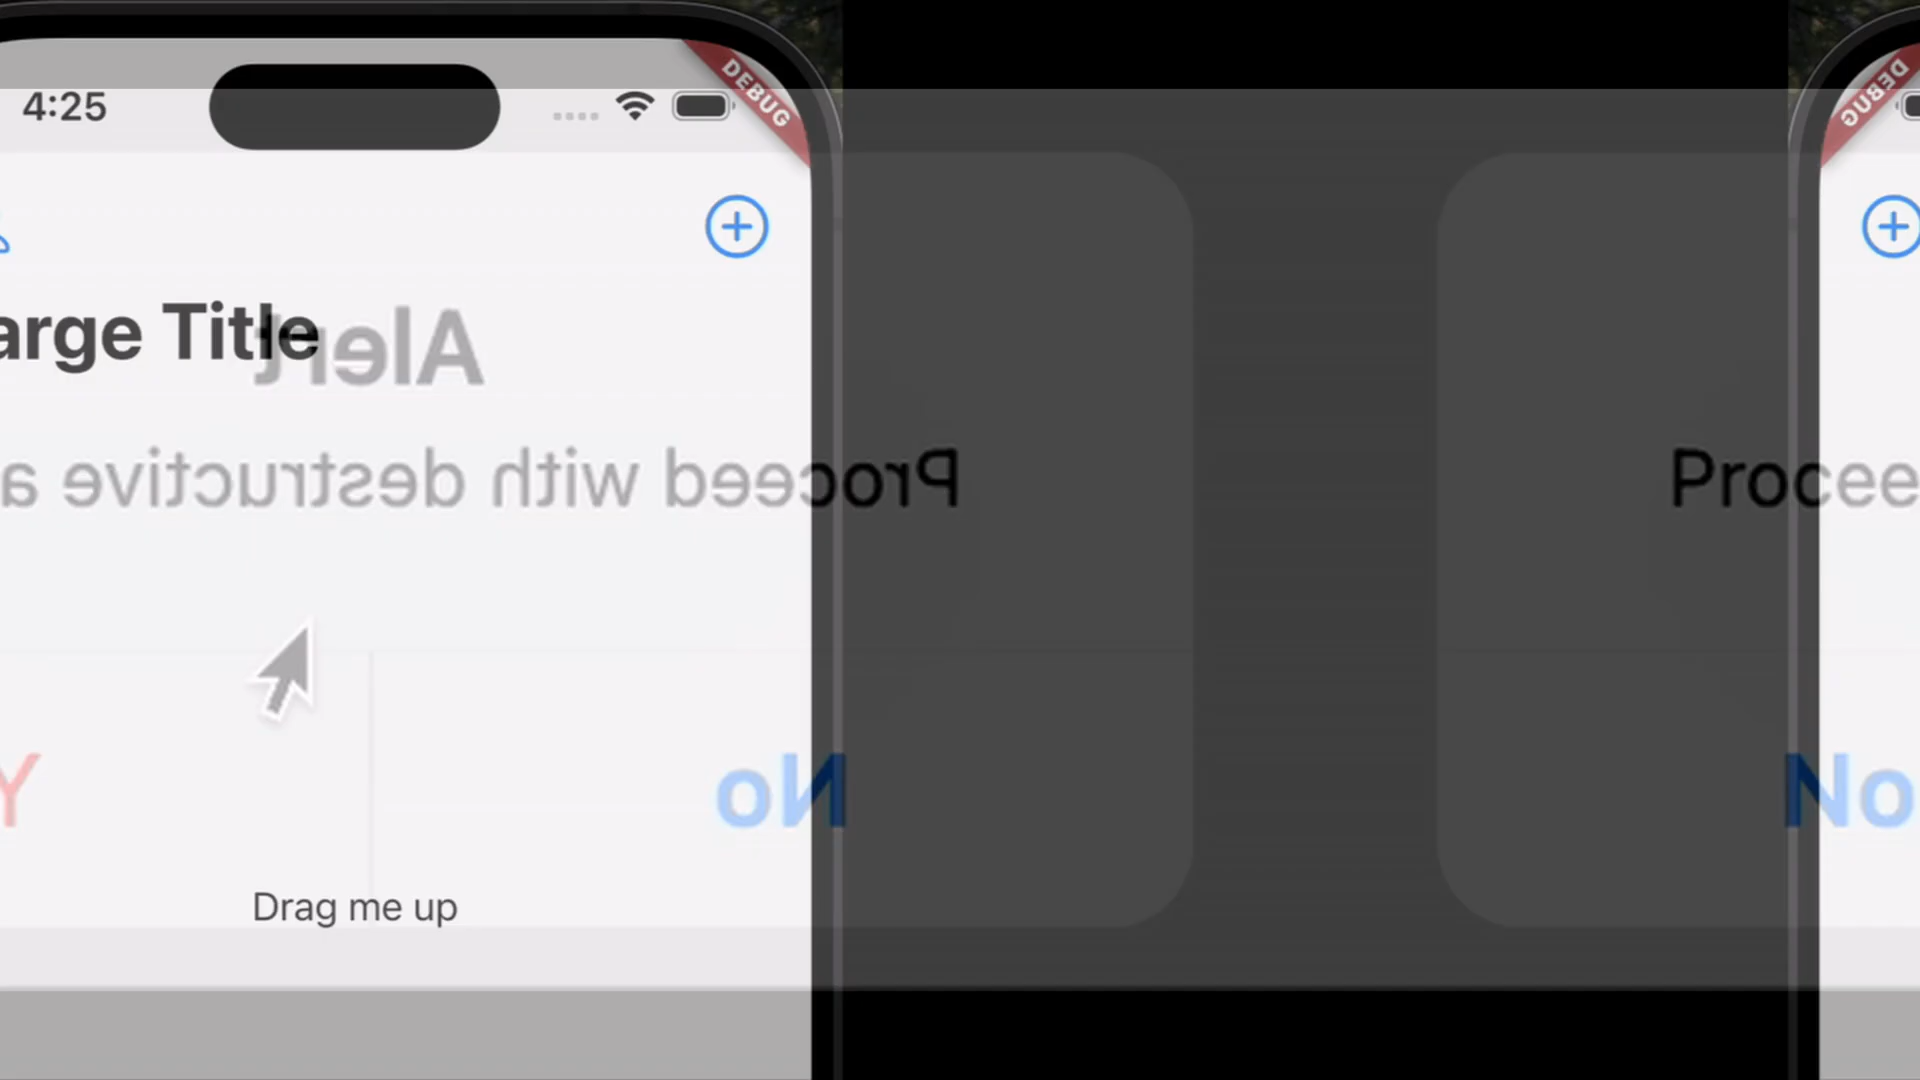 4:25
DEBUG
DEBUG
arge Title
Alert
Proceed with destructive a
Procee
Y
No
No
Drag me up